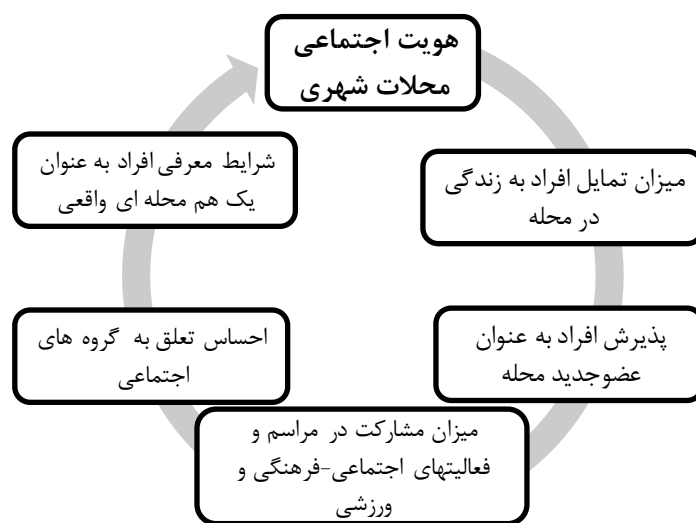 هویت اجتماعی
محلات شهری
میزان تمایل افراد به زندگی
در محله
پذیرش افراد به عنوان
عضوجدید محله
میزان مشارکت در مراسم و
فعالیتهای اجتماعی-فرهنگی و
ورزشی
احساس تعلق به گروه های
اجتماعی
شرایط معرفی افراد به عنوان
یک هم محله ای واقعی